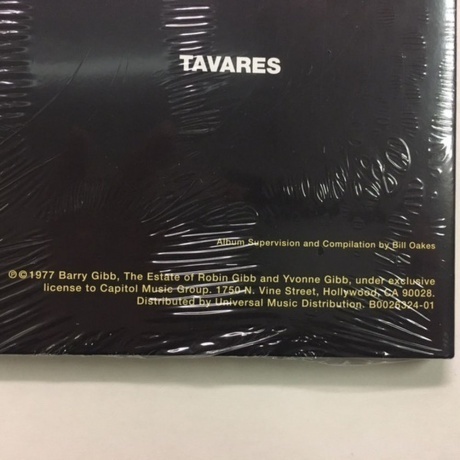 TAVARES
Album Supervision and Compilation by Bill Oakes
℗©1977 Barry Gibb, The Estate of Robin Gibb and Yvonne Gibb, under exclusive
license to Capitol Music Group. 1750 N. Vine Street, Hollywood, CA 90028.
Distributed by Universal Music Distribution. B0026324-01